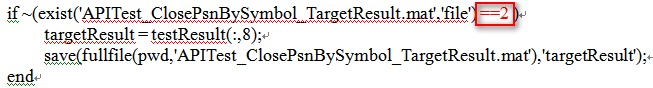 if ~(exist('APITest_ClosePsnBySymbol_TargetResult.mat','file') ==2 )
targetResult = testResult(:,8);
save(fullfile(pwd,'APITest_ClosePsnBySymbol_TargetResult.mat'),'targetResult');
end